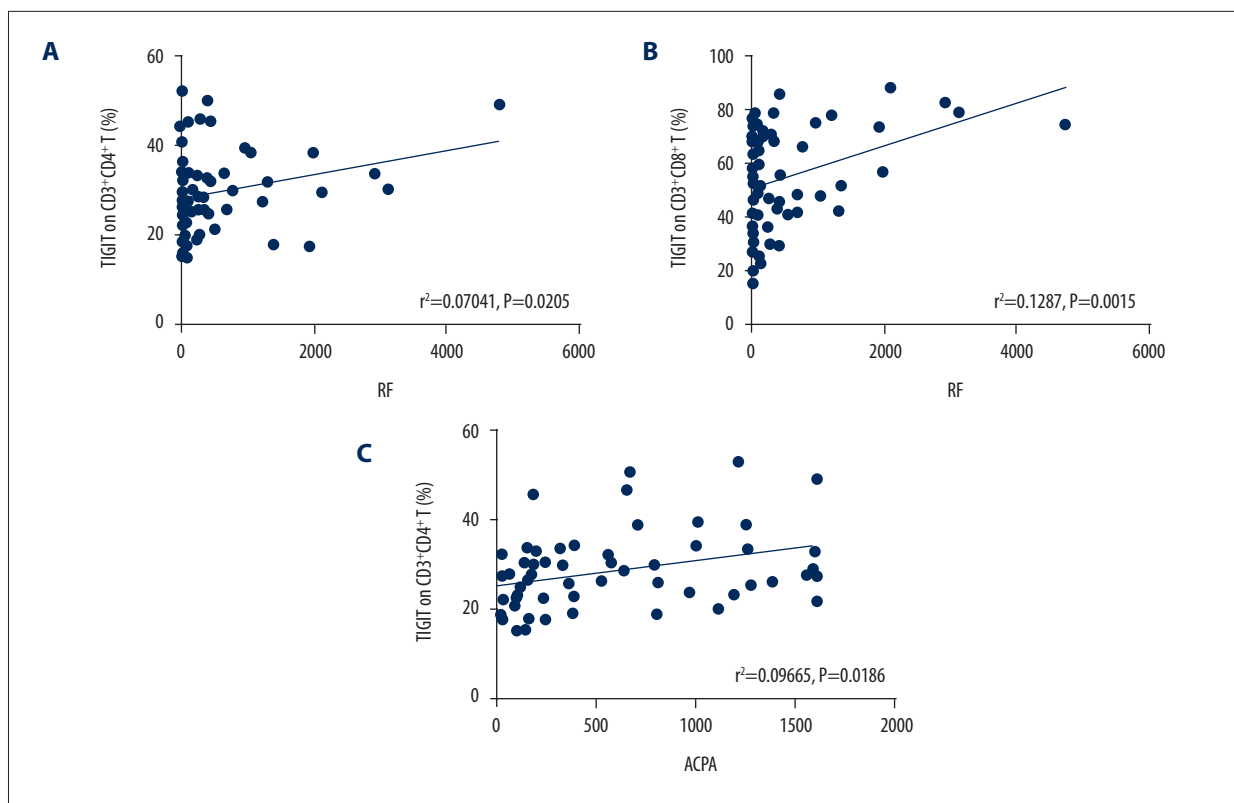 A
TIGIT on CD3⁺CD4⁺ T (%)
60
40
20
0
r²=0.07041, P=0.0205
0 2000 4000 6000
RF
B
TIGIT on CD3⁺CD8⁺ T (%)
100
80
60
40
20
0
r²=0.1287, P=0.0015
0 2000 4000 6000
RF
C
TIGIT on CD3⁺CD4⁺ T (%)
60
40
20
0
r²=0.09665, P=0.0186
0 500 1000 1500 2000
ACPA